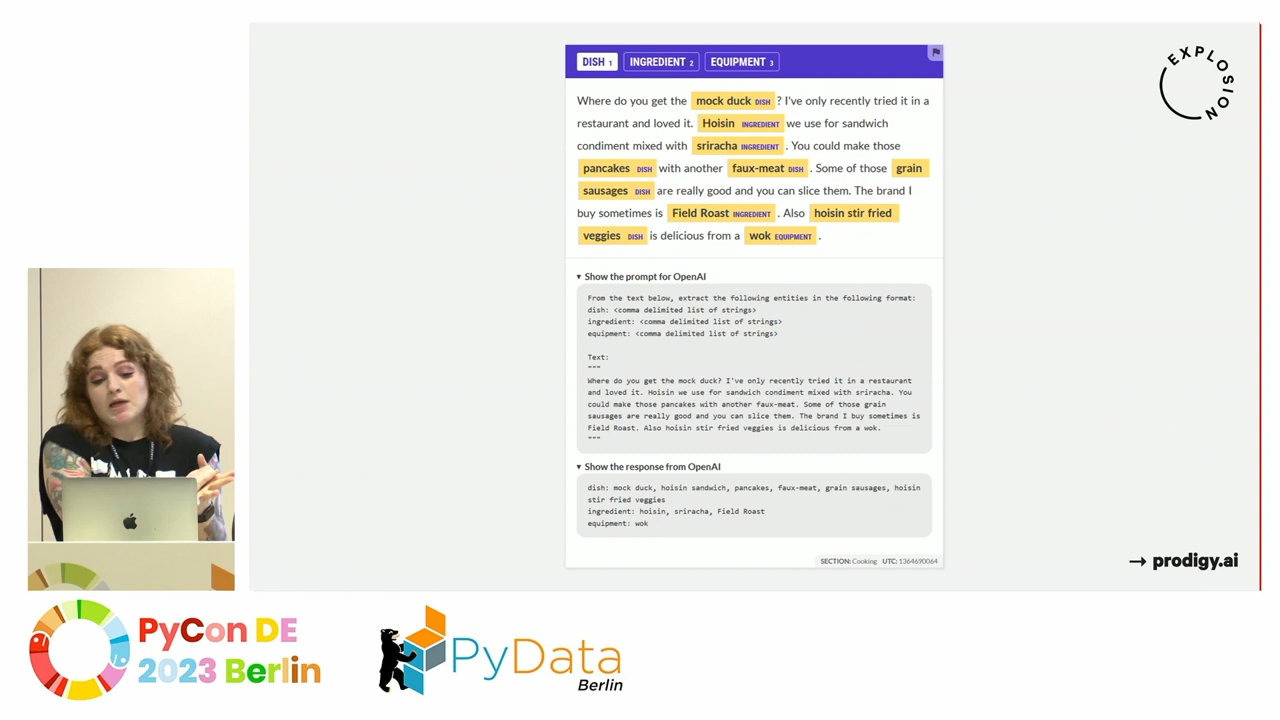 DISH 1 INGREDIENT 2 EQUIPMENT 3
Where do you get the mock duck DISH ? I've only recently tried it in a
restaurant and loved it. Hoisin INGREDIENT we use for sandwich
condiment mixed with sriracha INGREDIENT . You could make those
pancakes DISH with another faux-meat DISH . Some of those grain
sausages DISH are really good and you can slice them. The brand I
buy sometimes is Field Roast INGREDIENT . Also hoisin stir fried
veggies DISH is delicious from a wok EQUIPMENT .
▾ Show the prompt for OpenAI
From the text below, extract the following entities in the following format:
dish: <comma delimited list of strings>
ingredient: <comma delimited list of strings>
equipment: <comma delimited list of strings>
Text:
"""
Where do you get the mock duck? I've only recently tried it in a restaurant
and loved it. Hoisin we use for sandwich condiment mixed with sriracha. You
could make those pancakes with another faux-meat. Some of those grain
sausages are really good and you can slice them. The brand I buy sometimes is
Field Roast. Also hoisin stir fried veggies is delicious from a wok.
"""
▾ Show the response from OpenAI
dish: mock duck, hoisin sandwich, pancakes, faux-meat, grain sausages, hoisin
stir fried veggies
ingredient: hoisin, sriracha, Field Roast
equipment: wok
SECTION: Cooking UTC: 1364690064
EXPLOSION
→ prodigy.ai
PyCon DE
2023 Berlin
PyData
Berlin